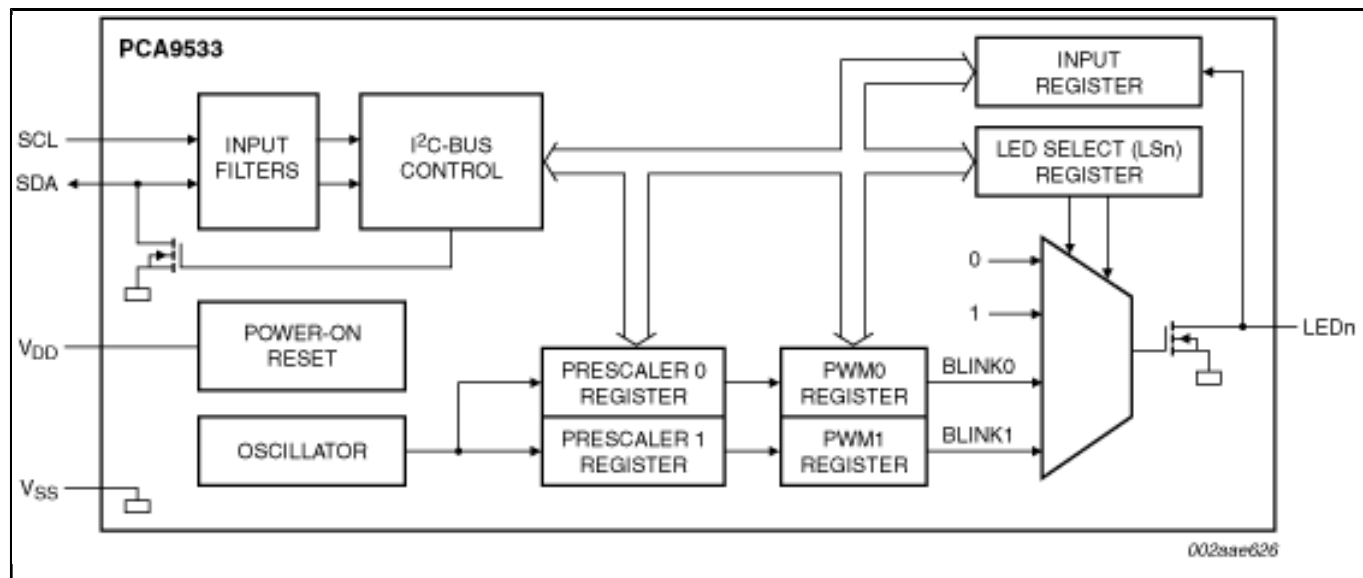 PCA9533
SCL
SDA
INPUT
FILTERS
I²C-BUS
CONTROL
INPUT
REGISTER
LED SELECT (LSn)
REGISTER
0
1
VDD
POWER-ON
RESET
OSCILLATOR
PRESCALER 0
REGISTER
PRESCALER 1
REGISTER
PWM0
REGISTER
PWM1
REGISTER
BLINK0
BLINK1
LEDn
VSS
002aae626